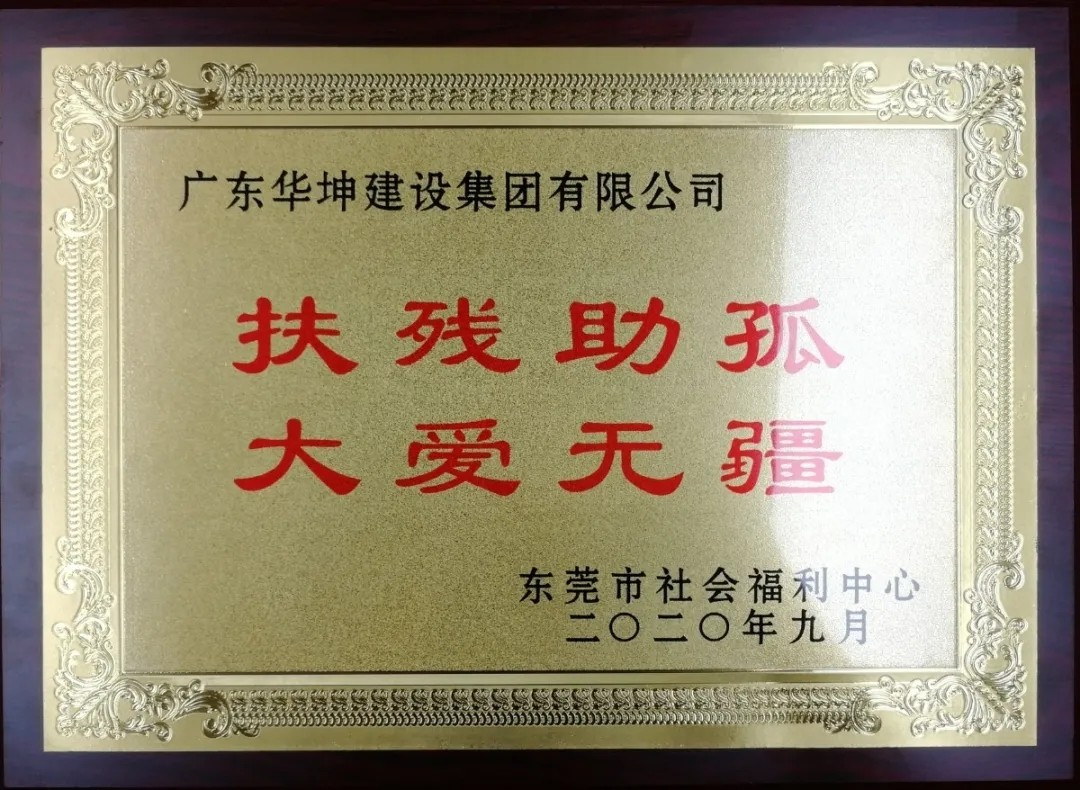 广东华坤建设集团有限公司
扶残助孤
大爱无疆
东莞市社会福利中心
二〇二〇年九月